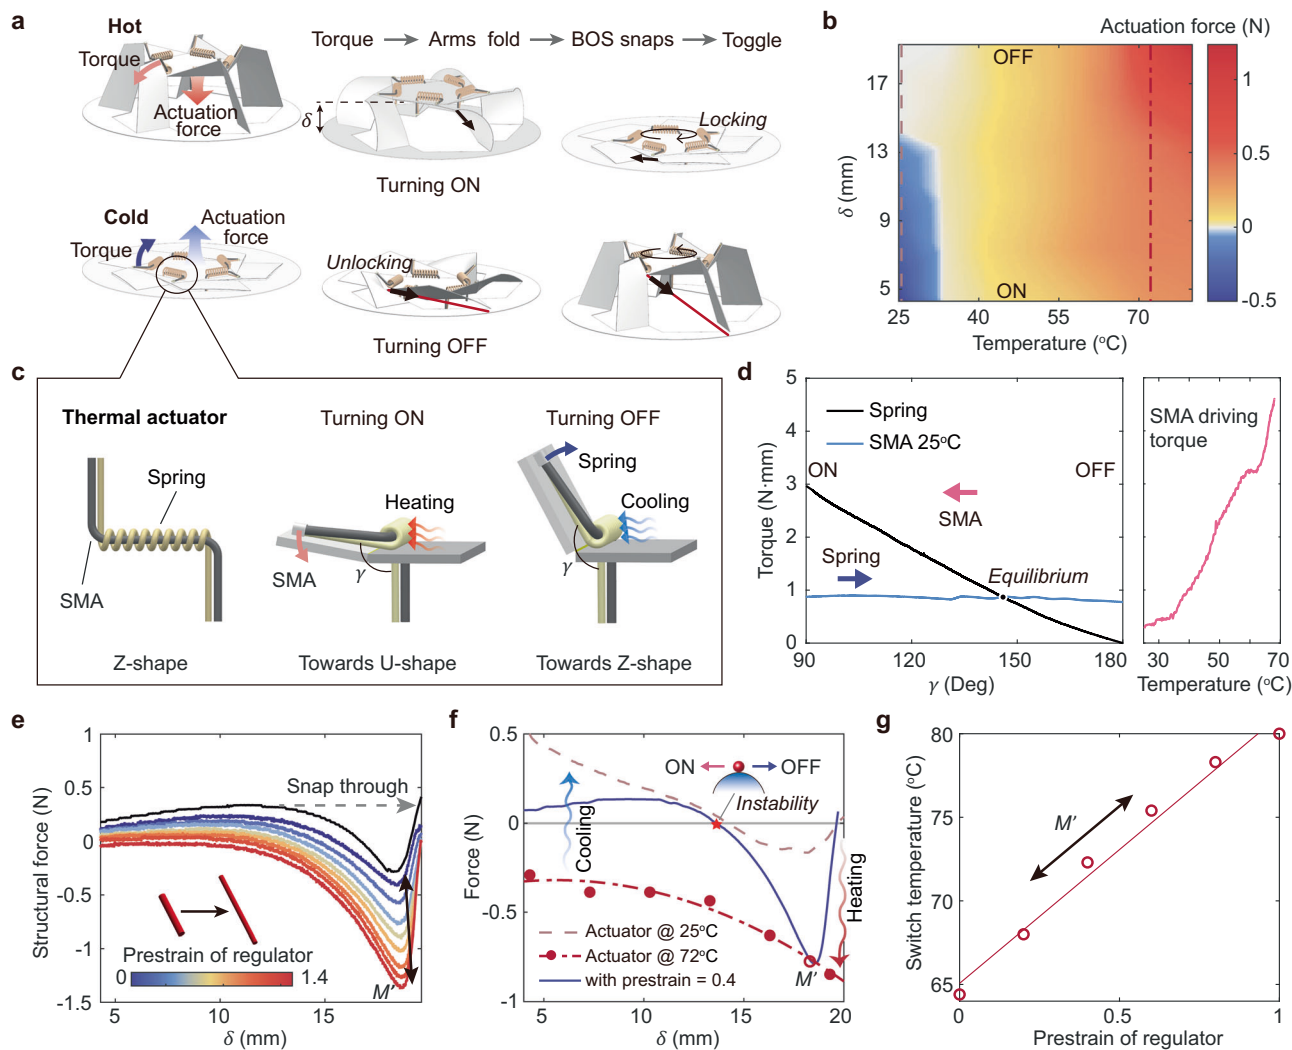 a
Hot
Torque
Actuation
force
Torque → Arms fold → BOS snaps → Toggle
δ
Locking
Turning ON
Cold
Torque
Actuation
force
Unlocking
Turning OFF
b
Actuation force (N)
OFF
ON
17
13
9
5
δ (mm)
25
40
55
70
Temperature (°C)
1
0.5
0
-0.5
c
Thermal actuator
Spring
SMA
Z-shape
Turning ON
Heating
SMA
γ
Towards U-shape
Turning OFF
Spring
Cooling
γ
Towards Z-shape
d
5
4
3
2
1
0
Torque (N·mm)
Spring
SMA 25°C
ON
OFF
SMA
Spring
Equilibrium
90
120
150
180
γ (Deg)
SMA driving
torque
30
50
70
Temperature (°C)
e
1
0.5
0
-0.5
-1
-1.5
Structural force (N)
Snap through
Prestrain of regulator
0
1.4
M'
5
10
15
δ (mm)
f
0.5
0
-0.5
-1
Force (N)
ON
OFF
Instability
Cooling
Heating
Actuator @ 25°C
Actuator @ 72°C
with prestrain = 0.4
M'
5
10
15
20
δ (mm)
g
80
75
70
65
Switch temperature (°C)
M'
0
0.5
1
Prestrain of regulator